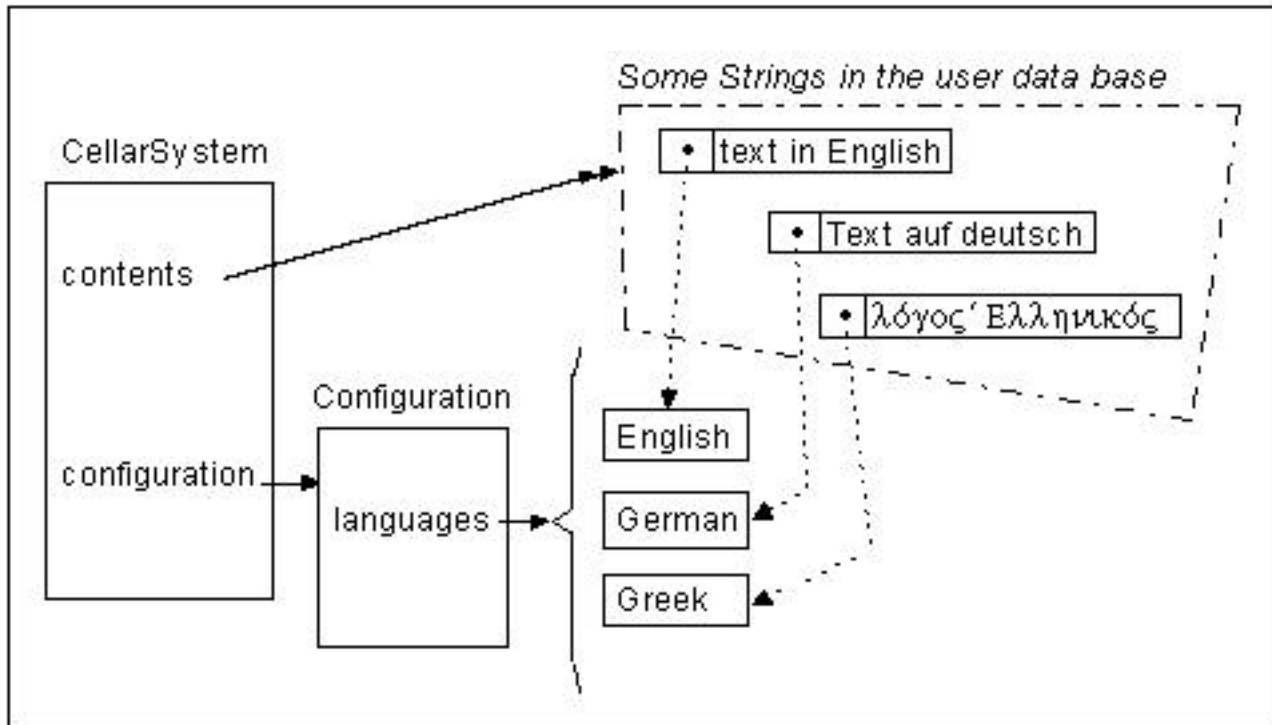 Some Strings in the user data base
CellarSystem
text in English
Text auf deutsch
contents
λόγος ΄Ελληνικός
Configuration
English
configuration
languages
German
Greek